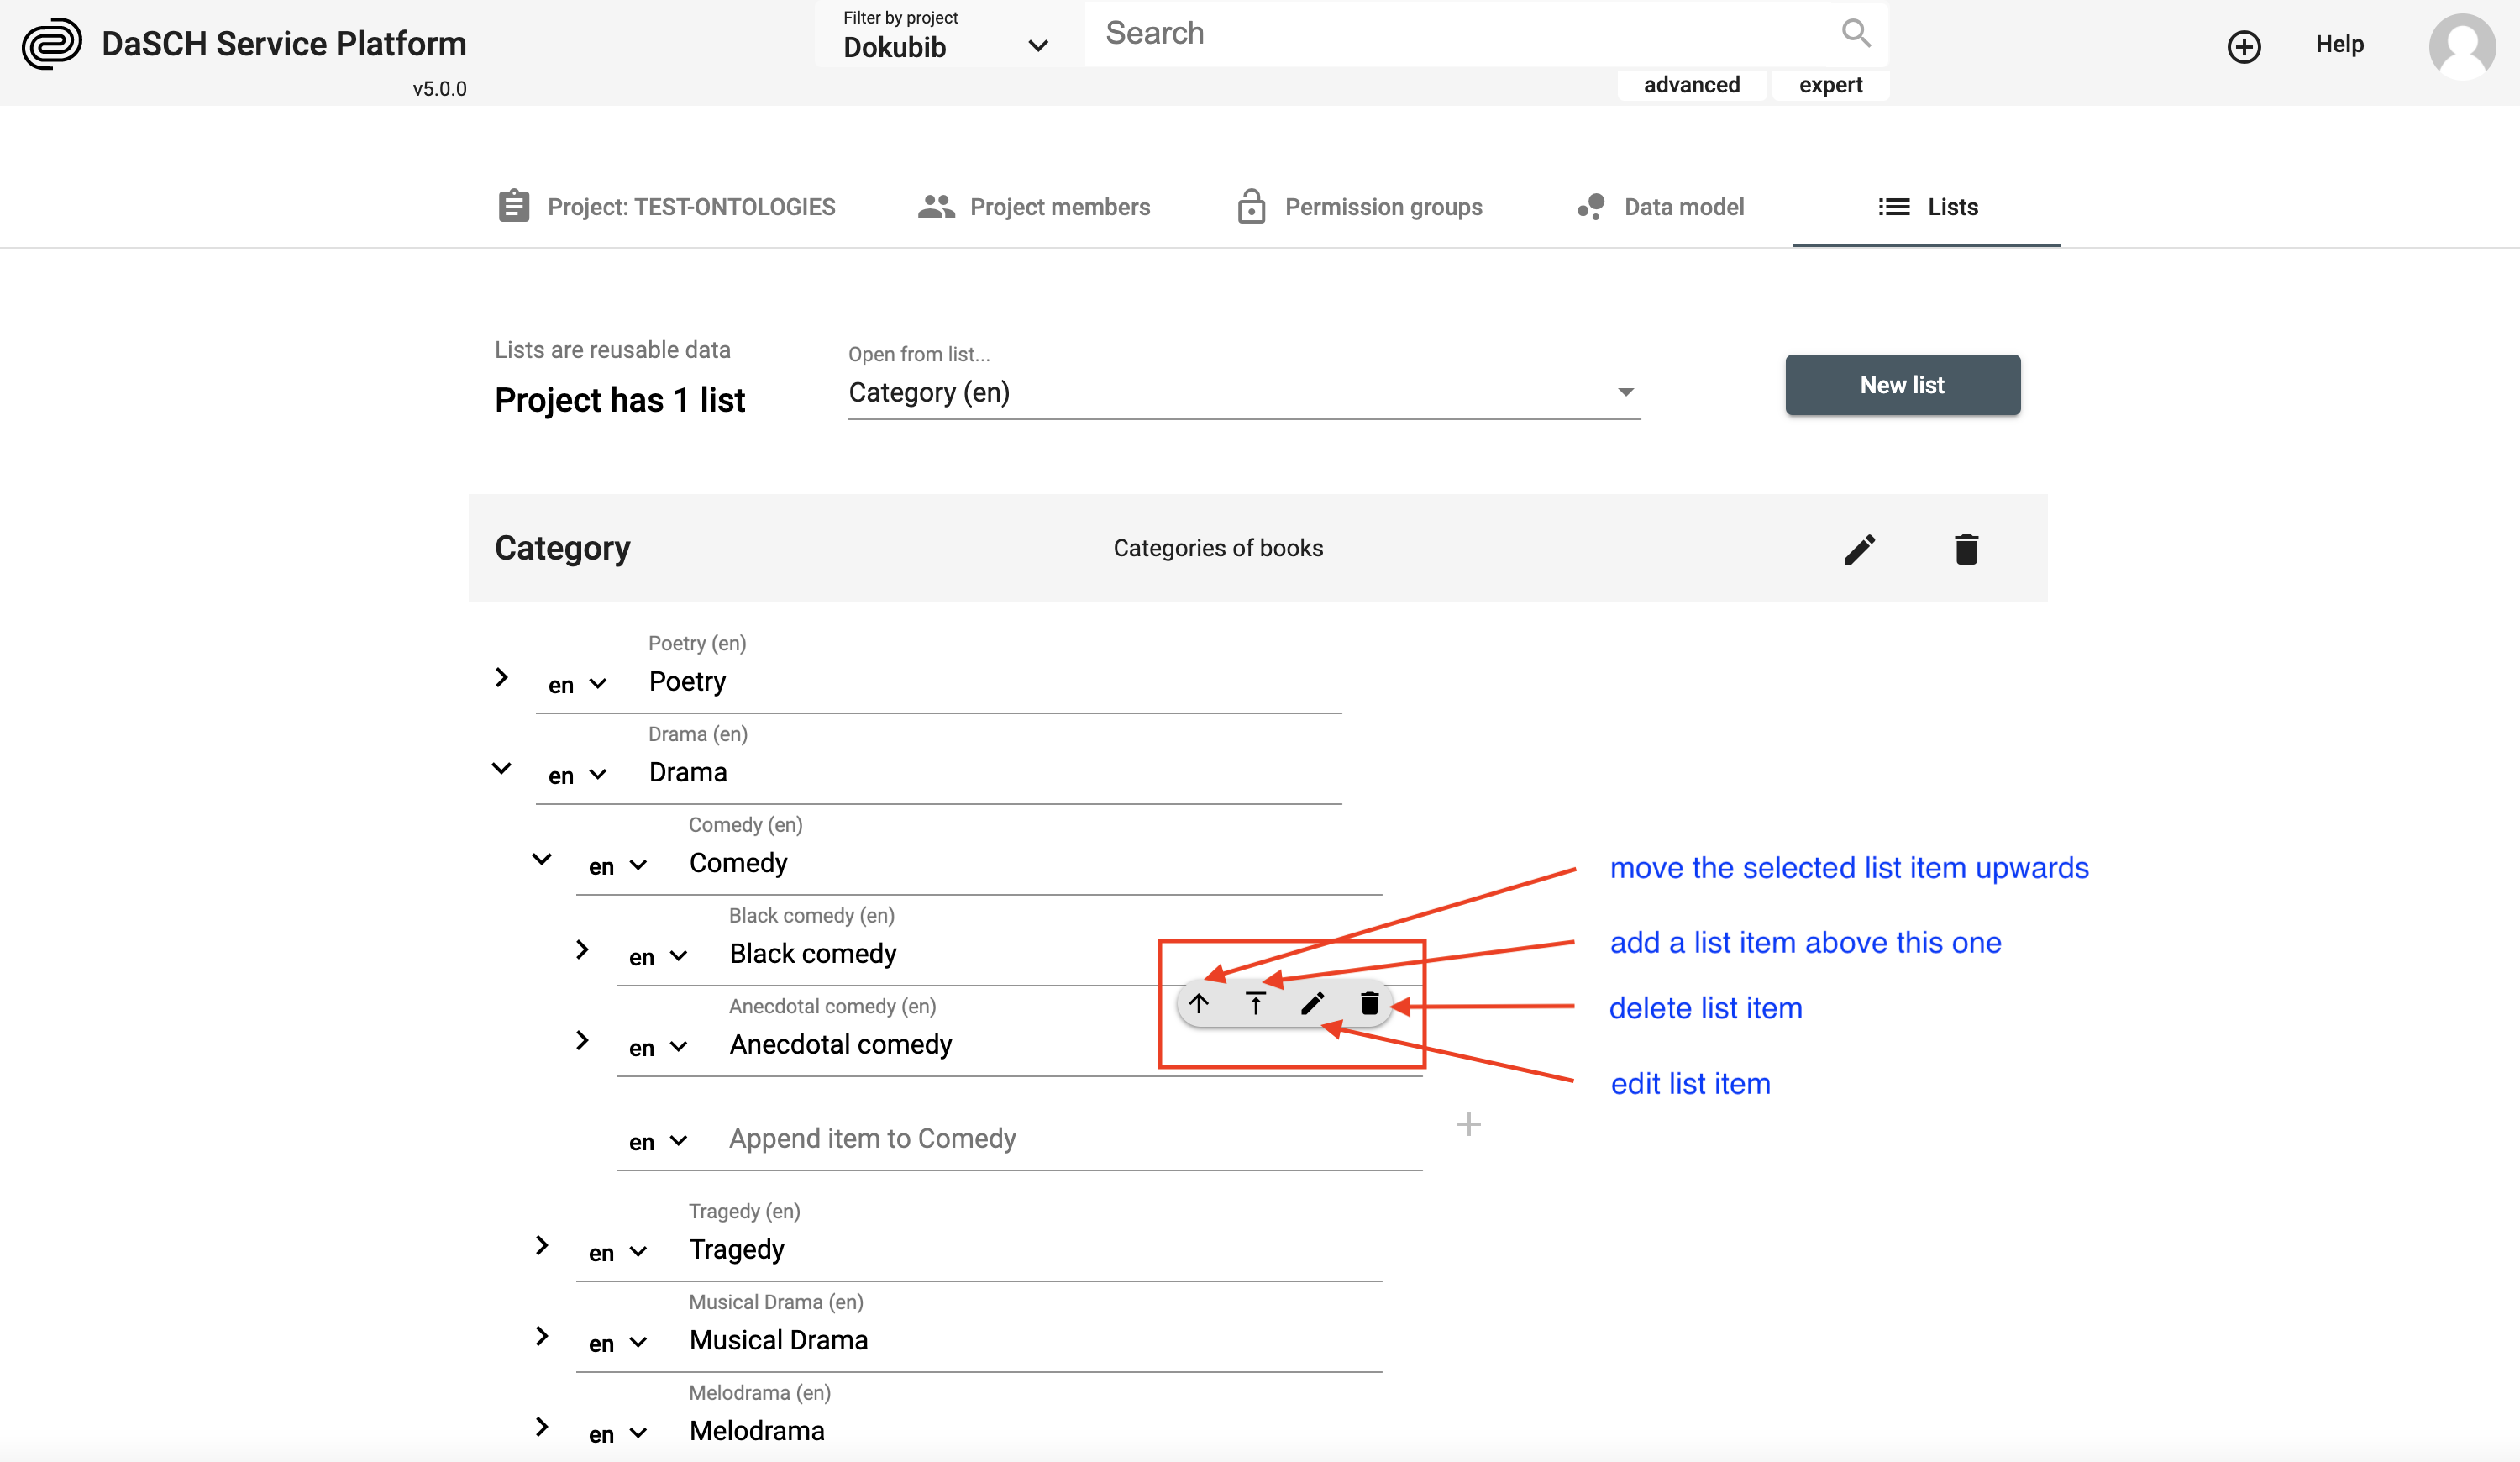 DaSCH Service Platform
v5.0.0
Filter by project
Dokubib
Search
advanced
expert
Help
Project: TEST-ONTOLOGIES
Project members
Permission groups
Data model
Lists
Lists are reusable data
Project has 1 list
Open from list...
Category (en)
New list
Category
Categories of books
Poetry (en)
en Poetry
Drama (en)
en Drama
Comedy (en)
en Comedy
Black comedy (en)
en Black comedy
Anecdotal comedy (en)
en Anecdotal comedy
en Append item to Comedy
Tragedy (en)
en Tragedy
Musical Drama (en)
en Musical Drama
Melodrama (en)
en Melodrama
move the selected list item upwards
add a list item above this one
delete list item
edit list item